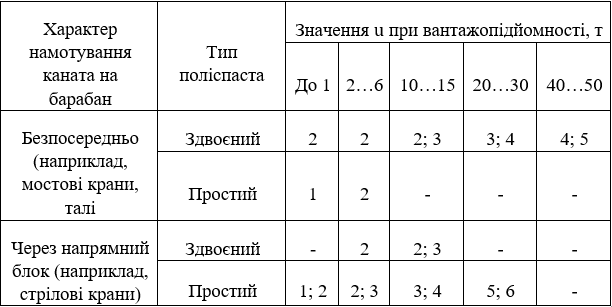 Характер
намотування
каната на
барабан
Тип
поліспаста
Значення u при вантажопідйомності, т
До 1 2…6 10…15 20…30 40…50
Безпосередньо
(наприклад,
мостові крани,
талі
Здвоєний 2 2 2; 3 3; 4 4; 5
Простий 1 2 - - -
Через напрямний
блок (наприклад,
стрілові крани)
Здвоєний - 2 2; 3 - -
Простий 1; 2 2; 3 3; 4 5; 6 -